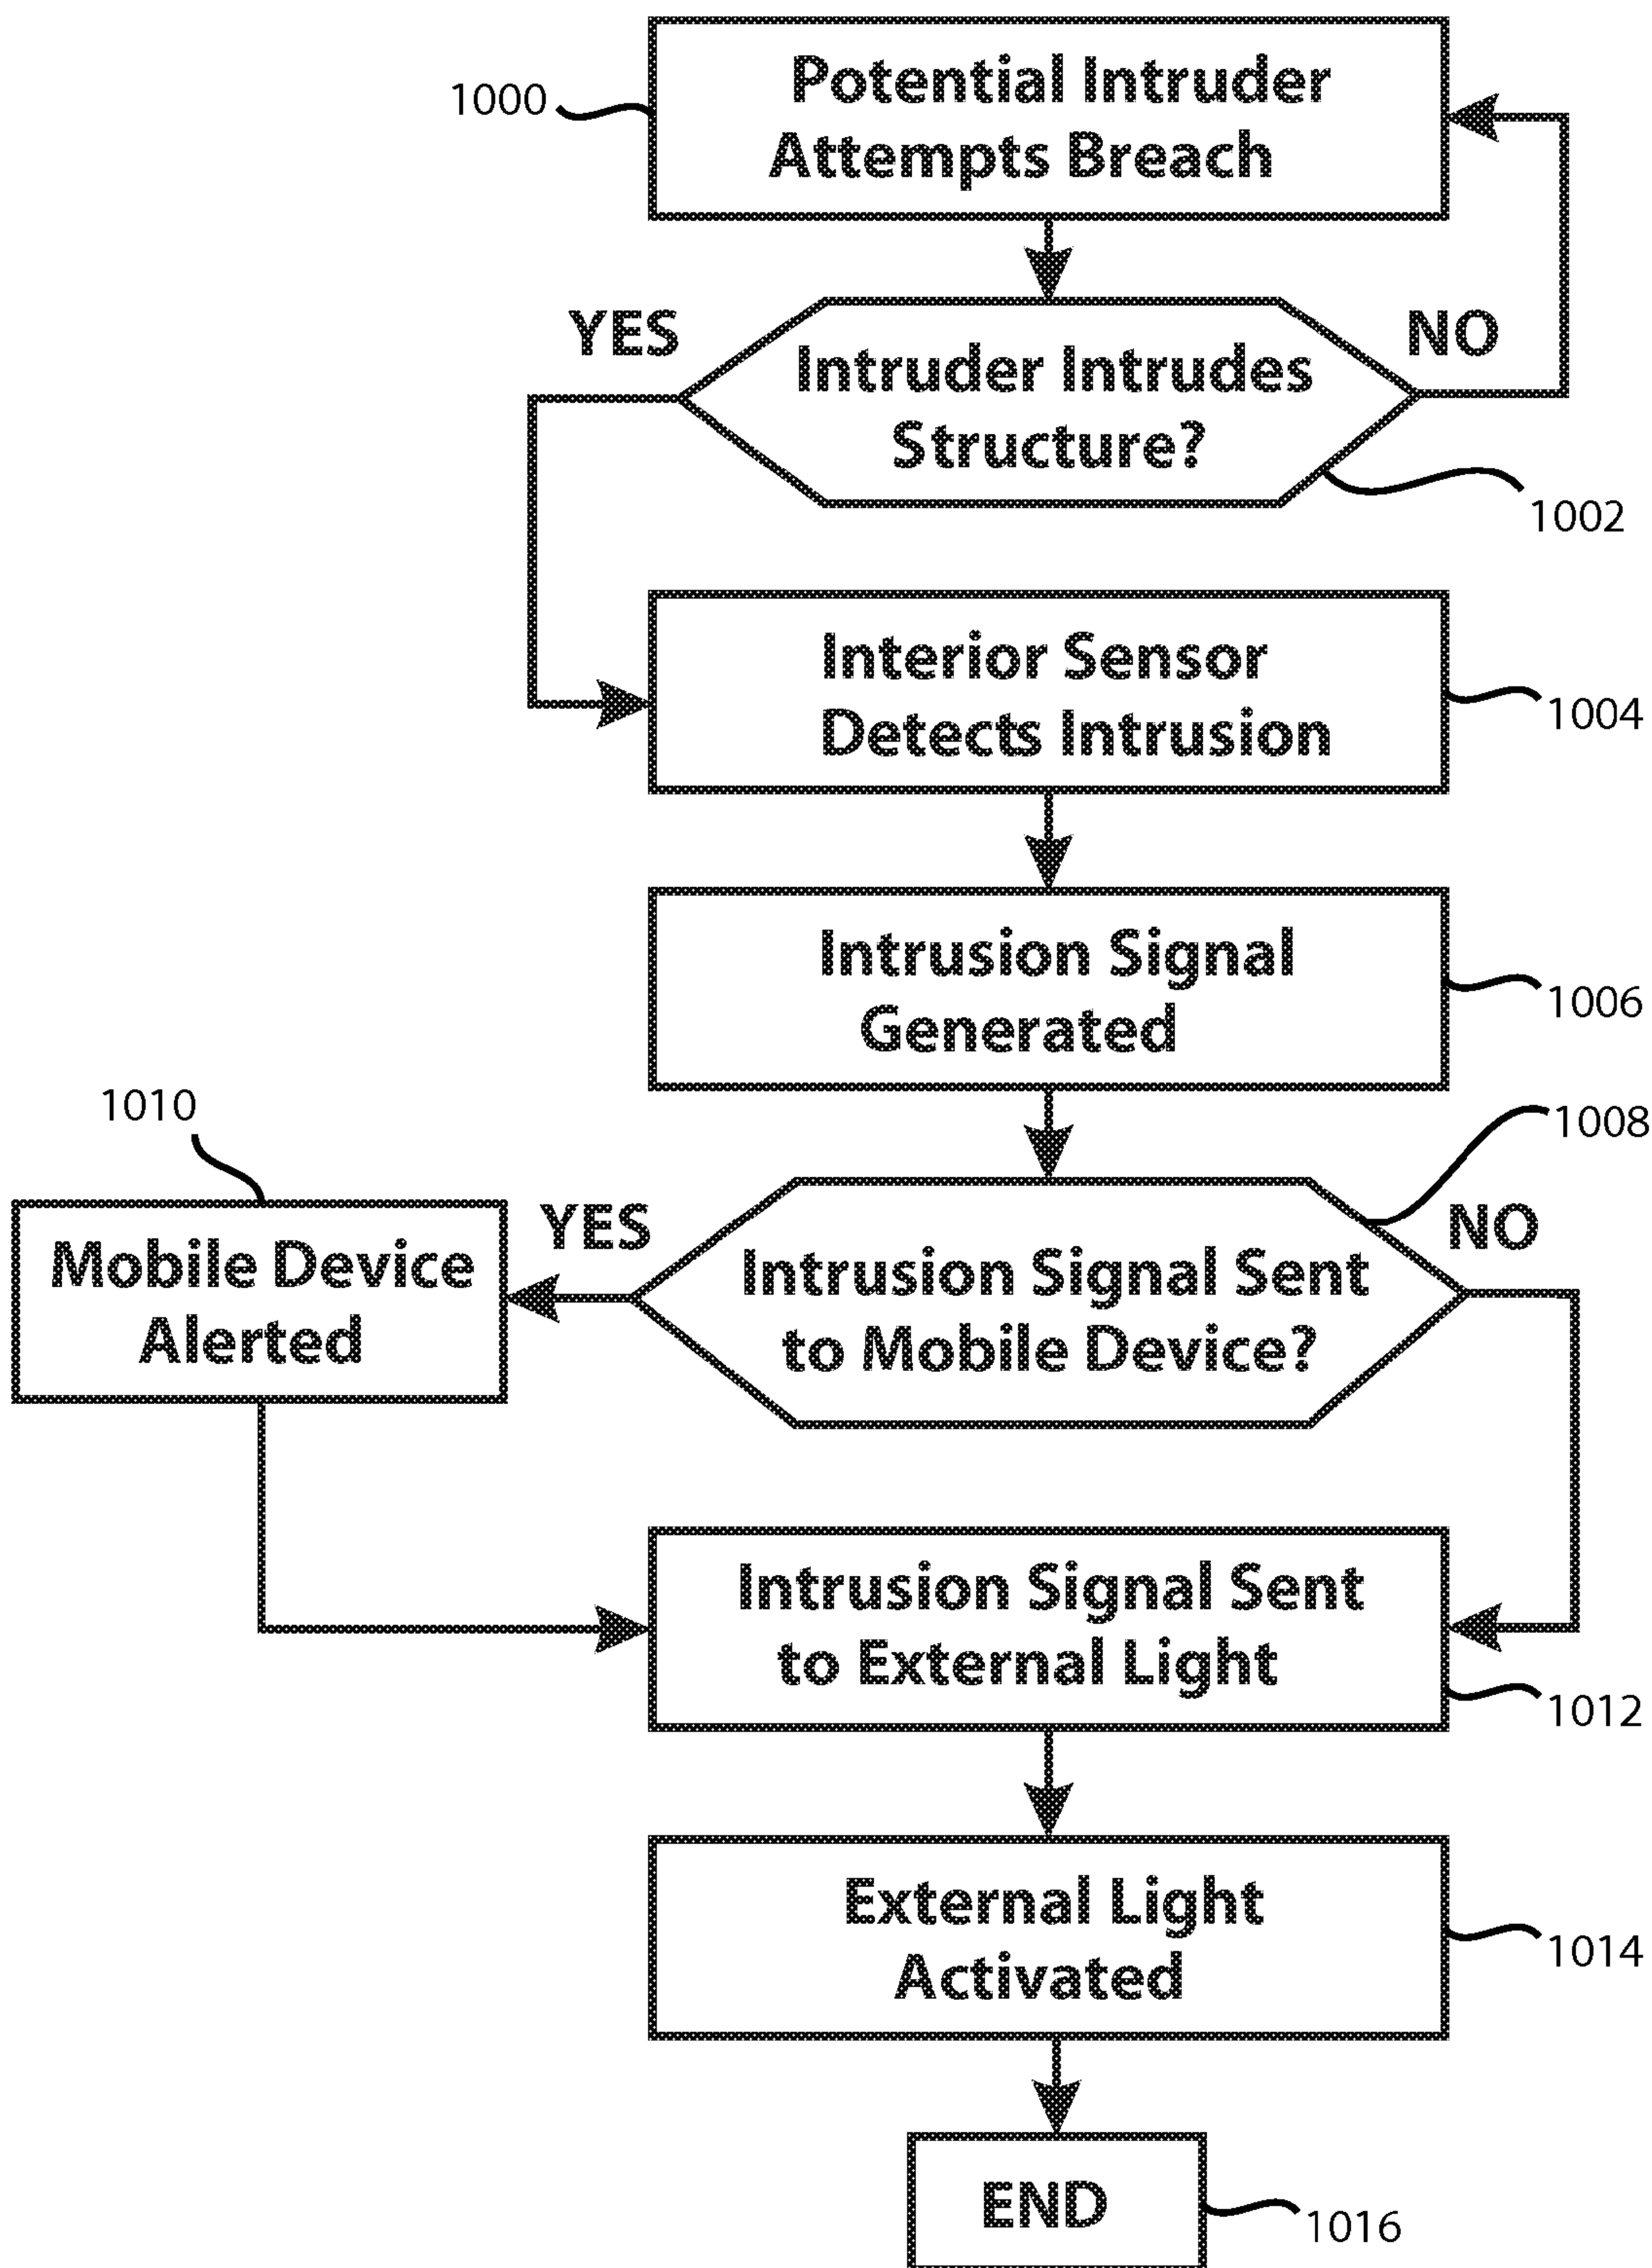 1000
Potential Intruder
Attempts Breach
YES
NO
Intruder Intrudes
Structure?
1002
Interior Sensor
Detects Intrusion
1004
Intrusion Signal
Generated
1006
1008
1010
Mobile Device
Alerted
YES
NO
Intrusion Signal Sent
to Mobile Device?
Intrusion Signal Sent
to External Light
1012
External Light
Activated
1014
END
1016